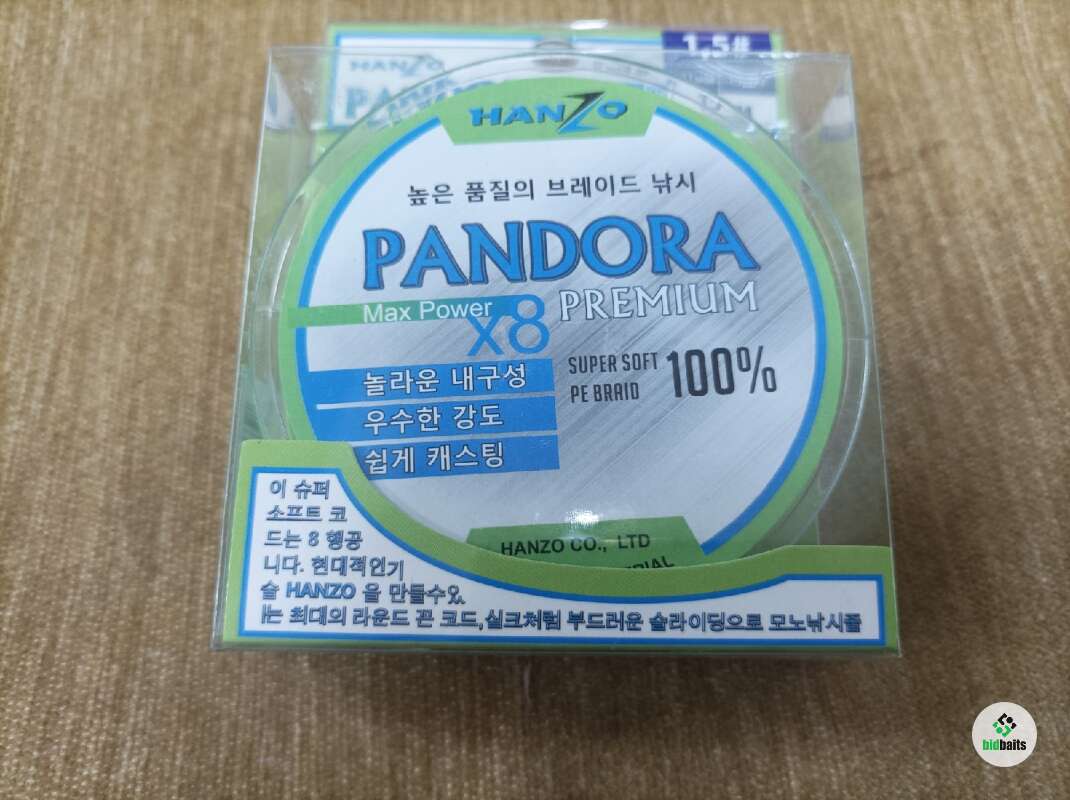 1.5#
HANZO
PANDORA
HANZO
높은 품질의 브레이드 낚시
PANDORA
PREMIUM
Max Power
x8
SUPER SOFT
PE BRAID
100%
놀라운 내구성
우수한 강도
쉽게 캐스팅
HANZO CO., LTD
이 슈퍼
소프트 코
드는 8 행공
니다. 현대적인기
술 HANZO 을 만들수있
는 최대의 라운드 꼰 코드,실크처럼 부드러운 슬라이딩으로 모노낚시줄
bidbaits